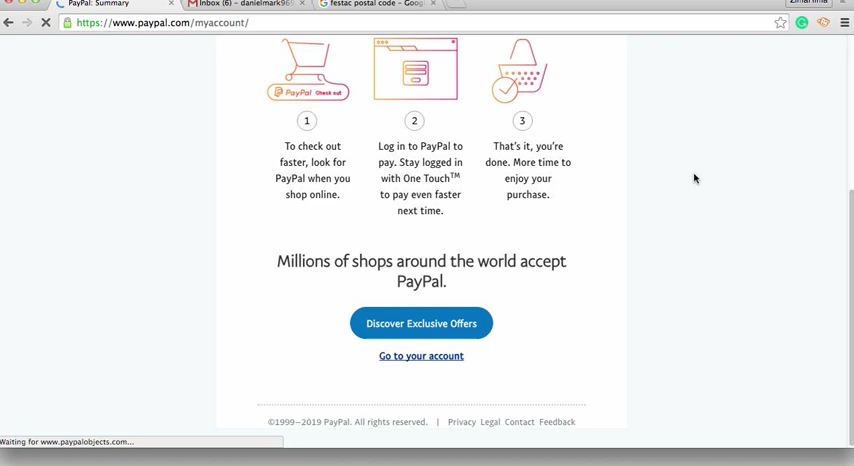 PayPal: Summary
Inbox (6) - danielmark969
festac postal code - Goog
https://www.paypal.com/myaccount/
PayPal Check out
1
2
3
To check out
faster, look for
PayPal when you
shop online.
Log in to PayPal to
pay. Stay logged in
with One Touch™
to pay even faster
next time.
That's it, you're
done. More time to
enjoy your
purchase.
Millions of shops around the world accept
PayPal.
Discover Exclusive Offers
Go to your account
©1999–2019 PayPal. All rights reserved. | Privacy Legal Contact Feedback
Waiting for www.paypalobjects.com...